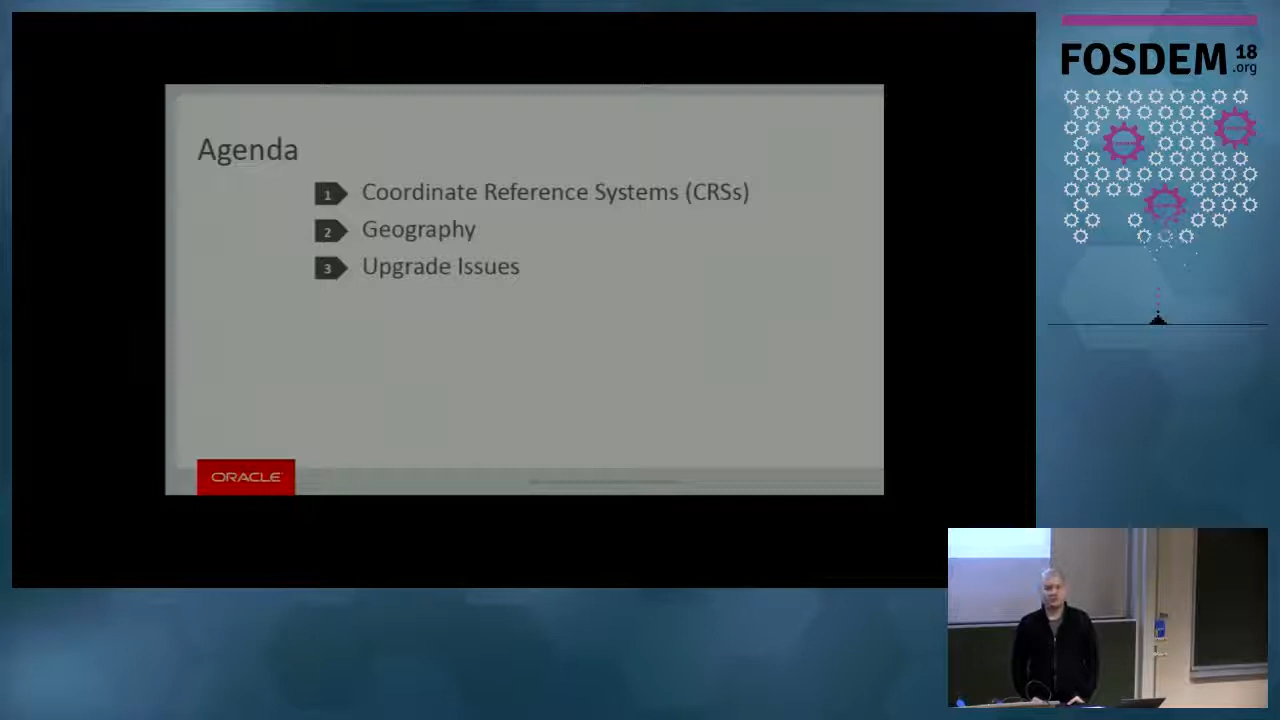 FOSDEM 18
.org
Agenda
1 Coordinate Reference Systems (CRSs)
2 Geography
3 Upgrade Issues
ORACLE